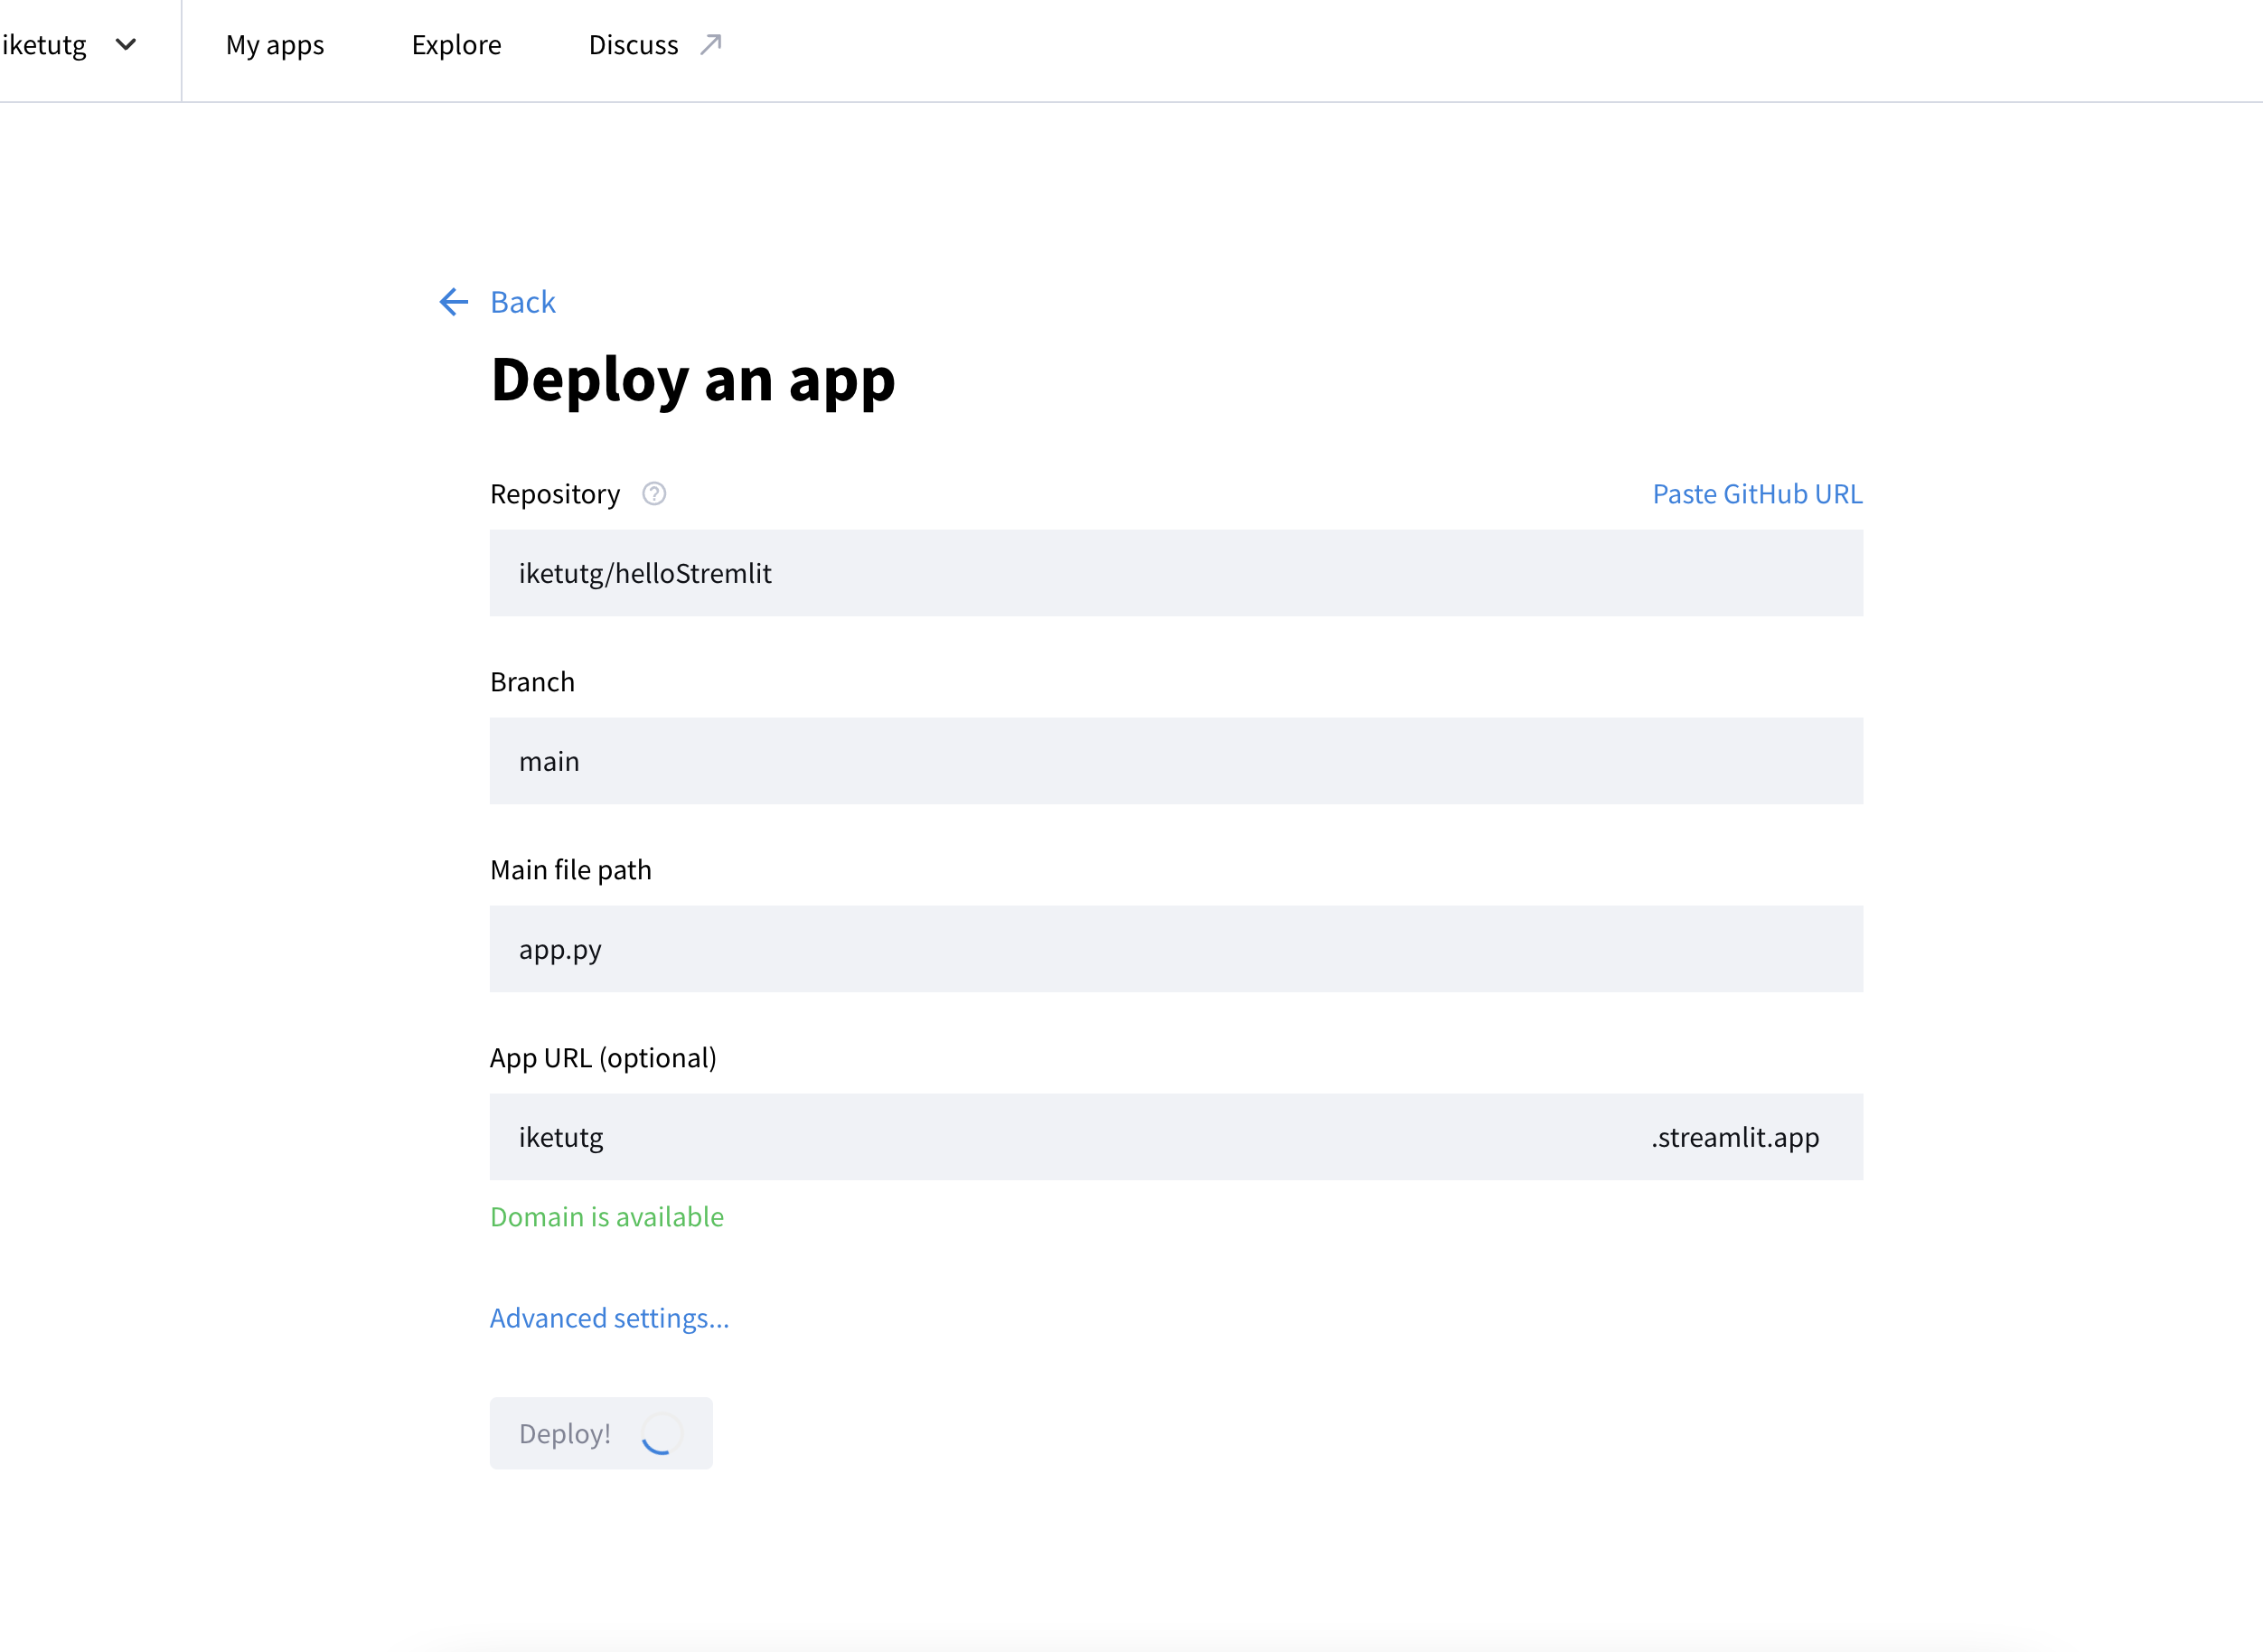 iketutg
My apps
Explore
Discuss
Back
Deploy an app
Repository
Paste GitHub URL
iketutg/helloStremlit
Branch
main
Main file path
app.py
App URL (optional)
iketutg .streamlit.app
Domain is available
Advanced settings...
Deploy!